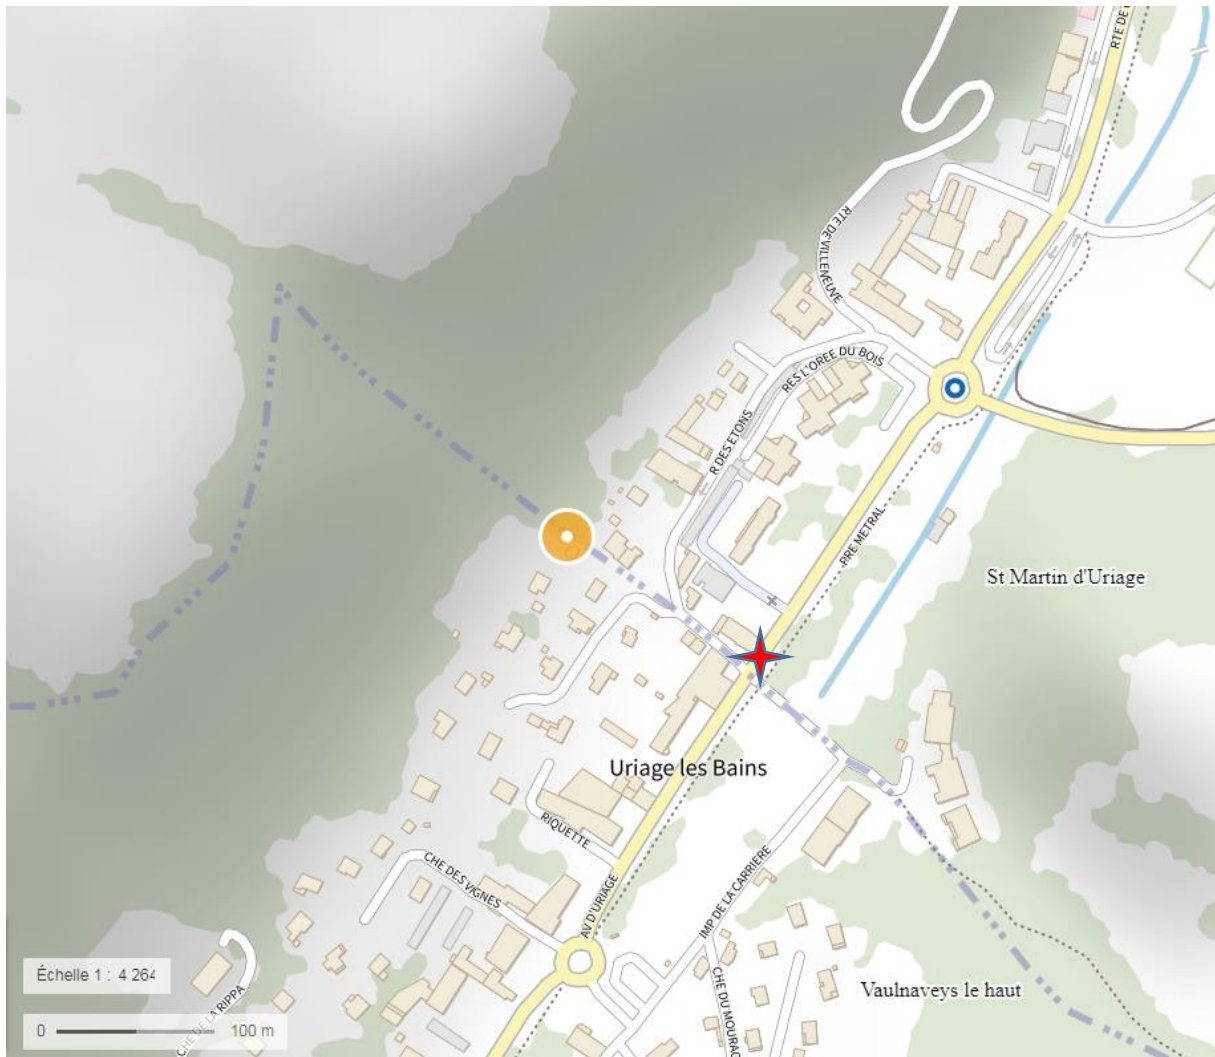 RTE DE
RTE DE VILLENEUVE
RES L'OREE DU BOIS
R DES ETONS
PRE METRAL
St Martin d'Uriage
Uriage les Bains
RIQUETTE
CHE DES VIGNES
AV D'URIAGE
IMP DE LA CARRIERE
Échelle 1 : 4 264
Vaulnaveys le haut
CHE DE LA RIPPA
CHE DU MOURAG
0 100 m